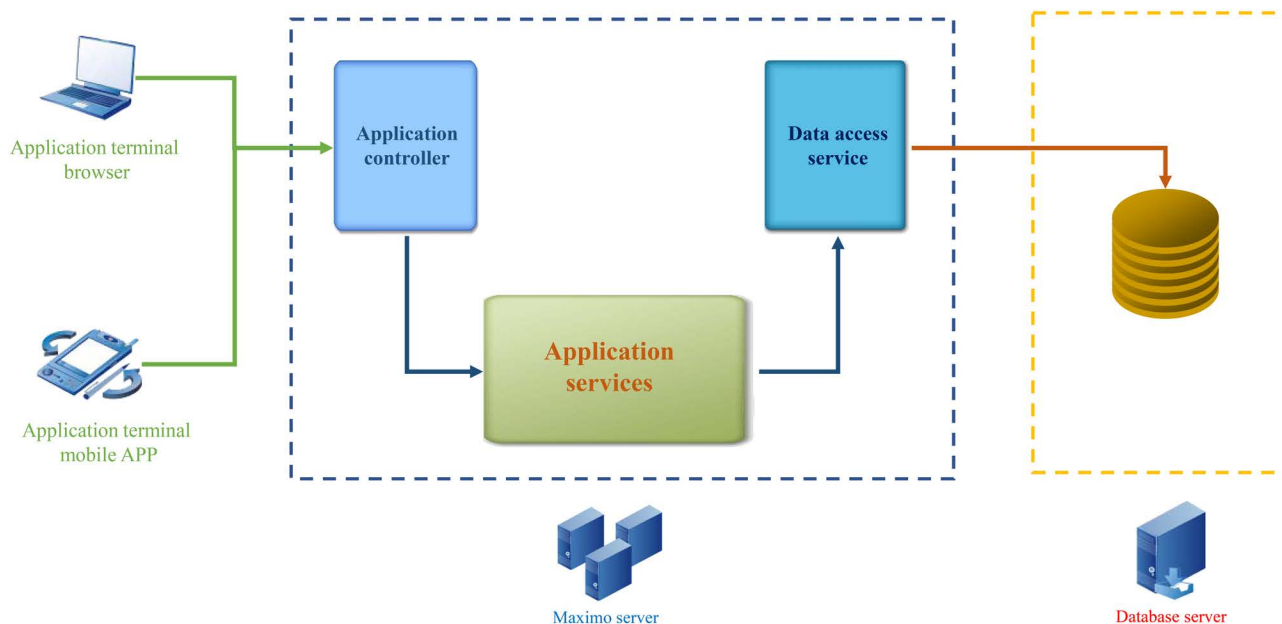 Application terminal
browser
Application
controller
Data access
service
Application
services
Application terminal
mobile APP
Maximo server
Database server